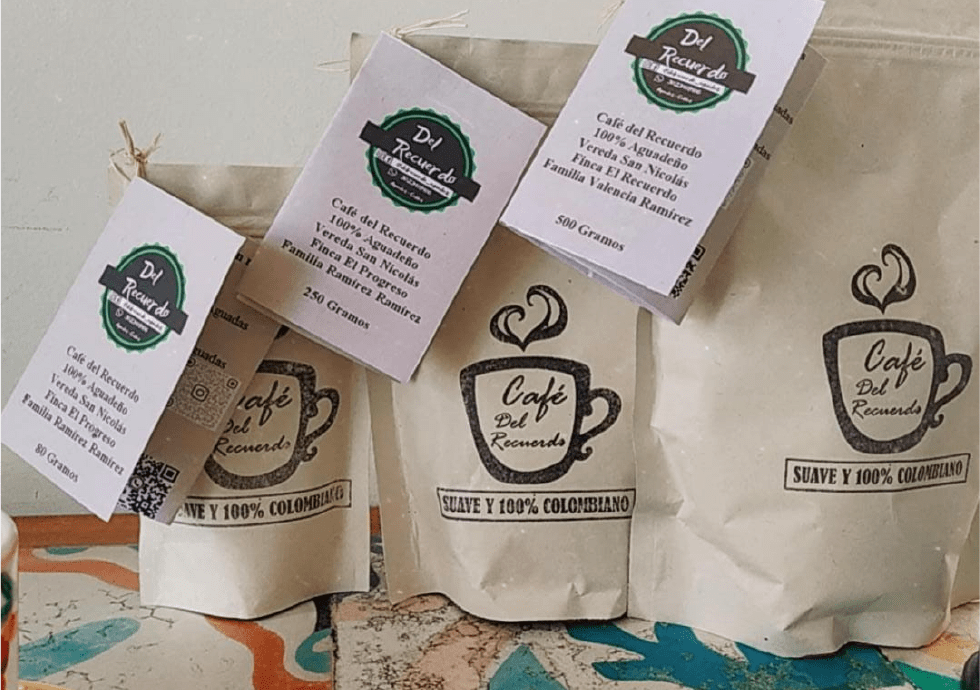 Del
Recuerdo
Café del Recuerdo
100% Aguadeño
Vereda San Nicolás
Finca El Progreso
Familia Ramírez Ramírez
80 Gramos
Del
Recuerdo
Café del Recuerdo
100% Aguadeño
Vereda San Nicolás
Finca El Progreso
Familia Ramírez Ramírez
250 Gramos
Del
Recuerdo
Café del Recuerdo
100% Aguadeño
Vereda San Nicolás
Finca El Recuerdo
Familia Valencia Ramírez
500 Gramos
Café
Del
Recuerdo
SUAVE Y 100% COLOMBIANO
Café
Del
Recuerdo
SUAVE Y 100% COLOMBIANO
Café
Del
Recuerdo
SUAVE Y 100% COLOMBIANO